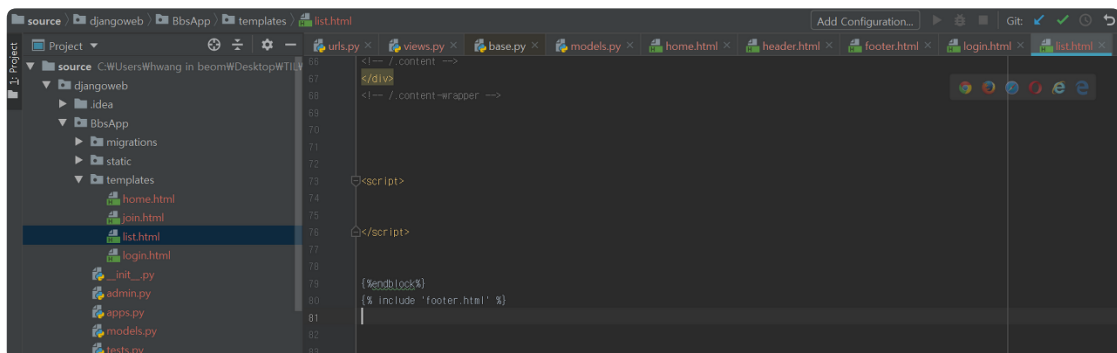 source djangoweb BbsApp templates list.html Add Configuration... Git:
1: Project Project urls.py views.py base.py models.py home.html header.html footer.html login.html list.html
source C:₩Users₩hwang in beom₩Desktop₩TIL₩
djangoweb
.idea
BbsApp
migrations
static
templates
home.html
join.html
list.html
login.html
__init__.py
admin.py
apps.py
models.py
tests.py
66 <!-- /.content -->
67 </div>
68 <!-- /.content-wrapper -->
69
70
71
72
73 <script>
74
75
76 </script>
77
78
79 {%endblock%}
80 {% include 'footer.html' %}
81
82
83